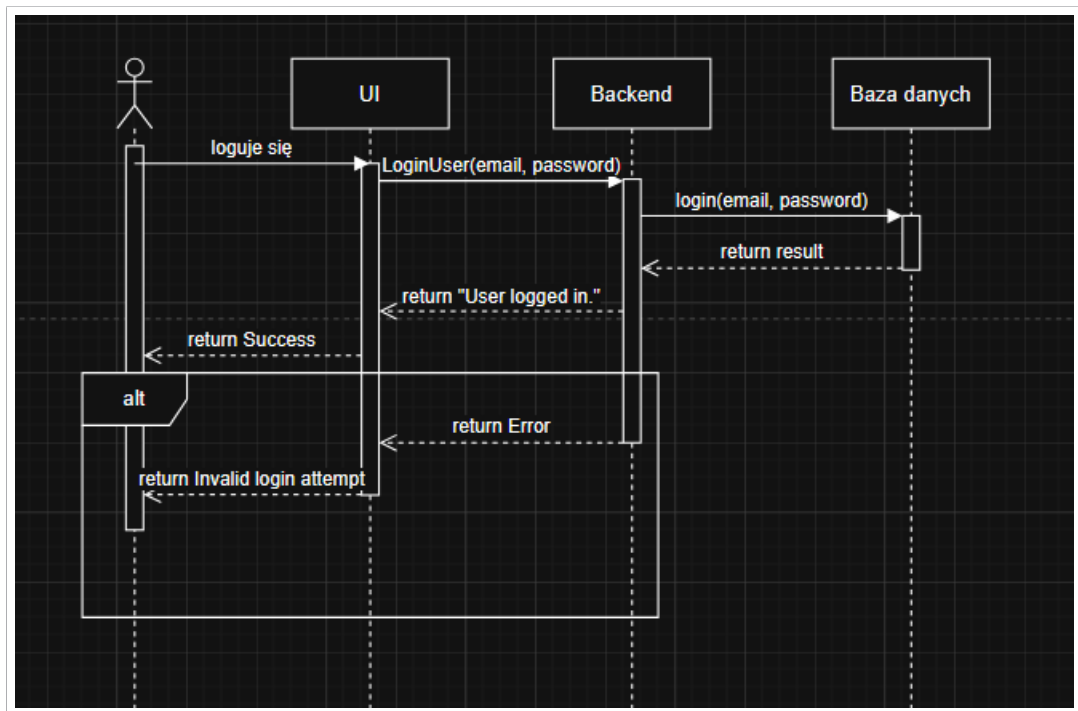 UI
Backend
Baza danych
loguje się
LoginUser(email, password)
login(email, password)
return result
return "User logged in."
return Success
alt
return Error
return Invalid login attempt